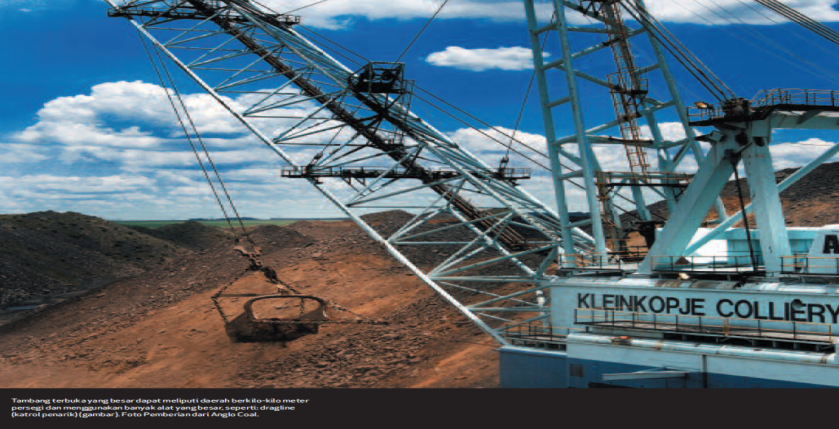 KLEINKOPJE COLLIERY
A
Tambang terbuka yang besar dapat meliputi daerah berkilo-kilo meter
persegi dan menggunakan banyak alat yang besar, seperti: dragline
(katrol penarik) (gambar). Foto Pemberian dari Anglo Coal.